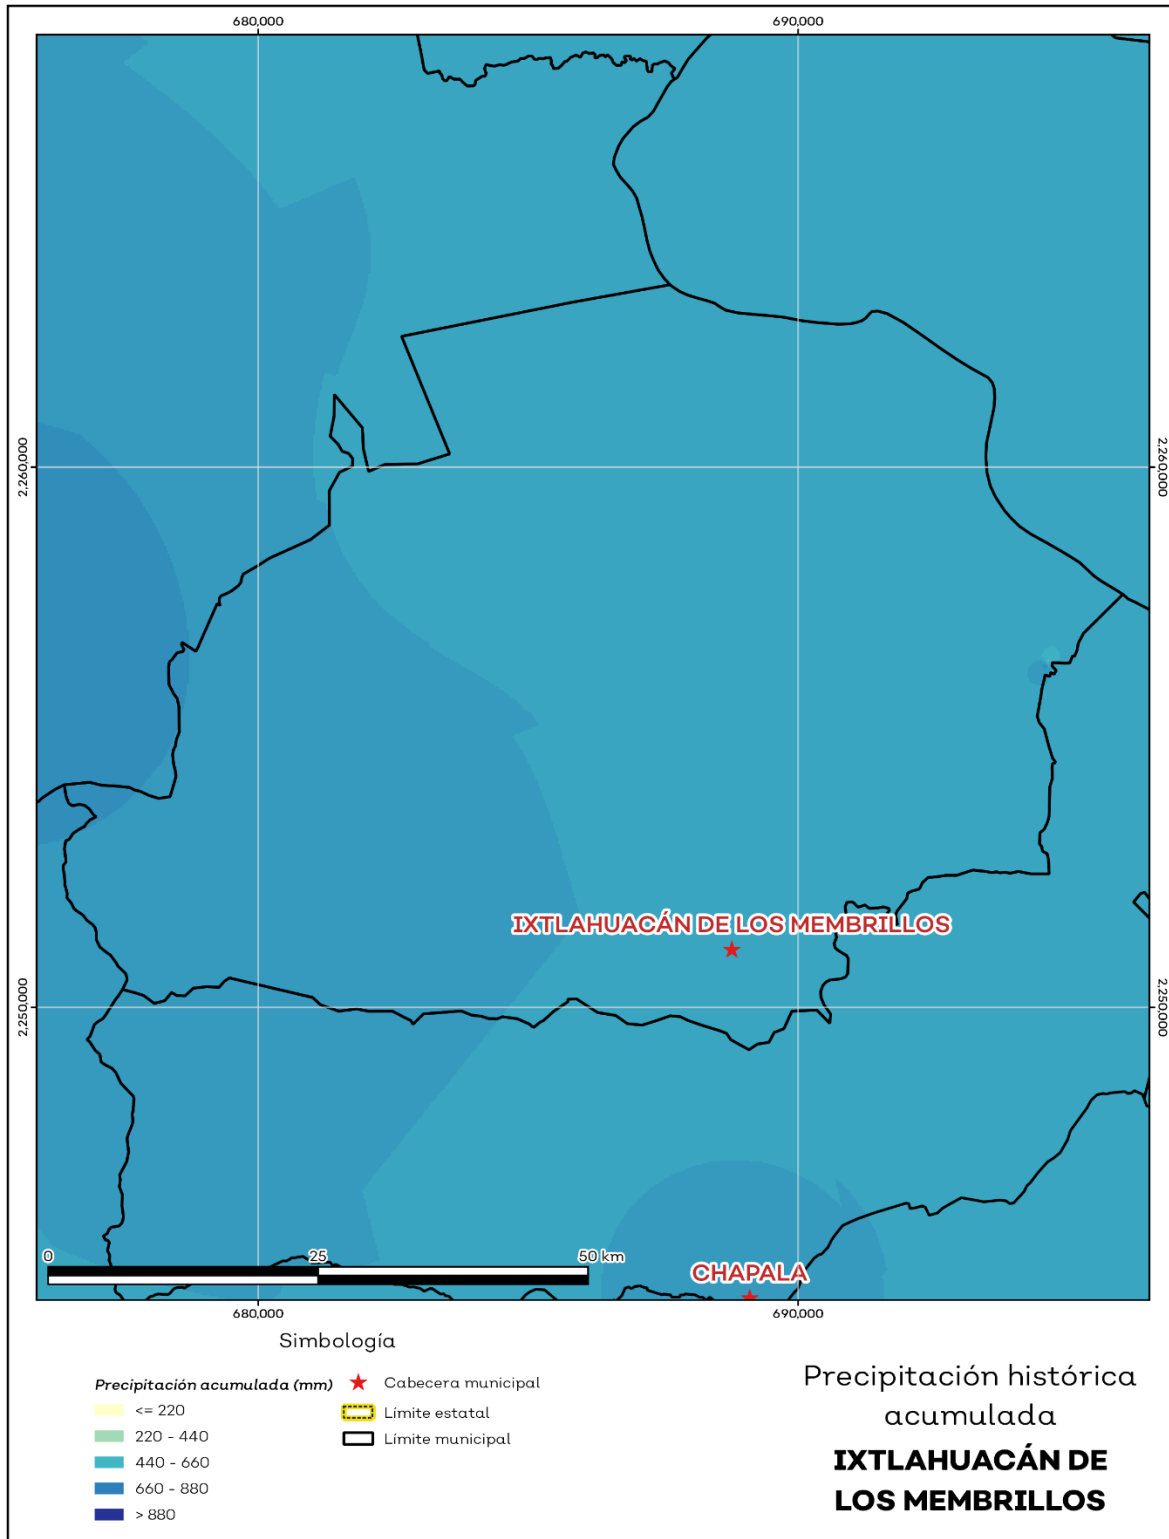 680,000
690,000
2,260,000
2,260,000
IXTLAHUACÁN DE LOS MEMBRILLOS
2,250,000
2,250,000
0
25
50 km
CHAPALA
680,000
690,000
Simbología
Precipitación acumulada (mm)
<= 220
220 - 440
440 - 660
660 - 880
> 880
Cabecera municipal
Límite estatal
Límite municipal
Precipitación histórica
acumulada
IXTLAHUACÁN DE
LOS MEMBRILLOS